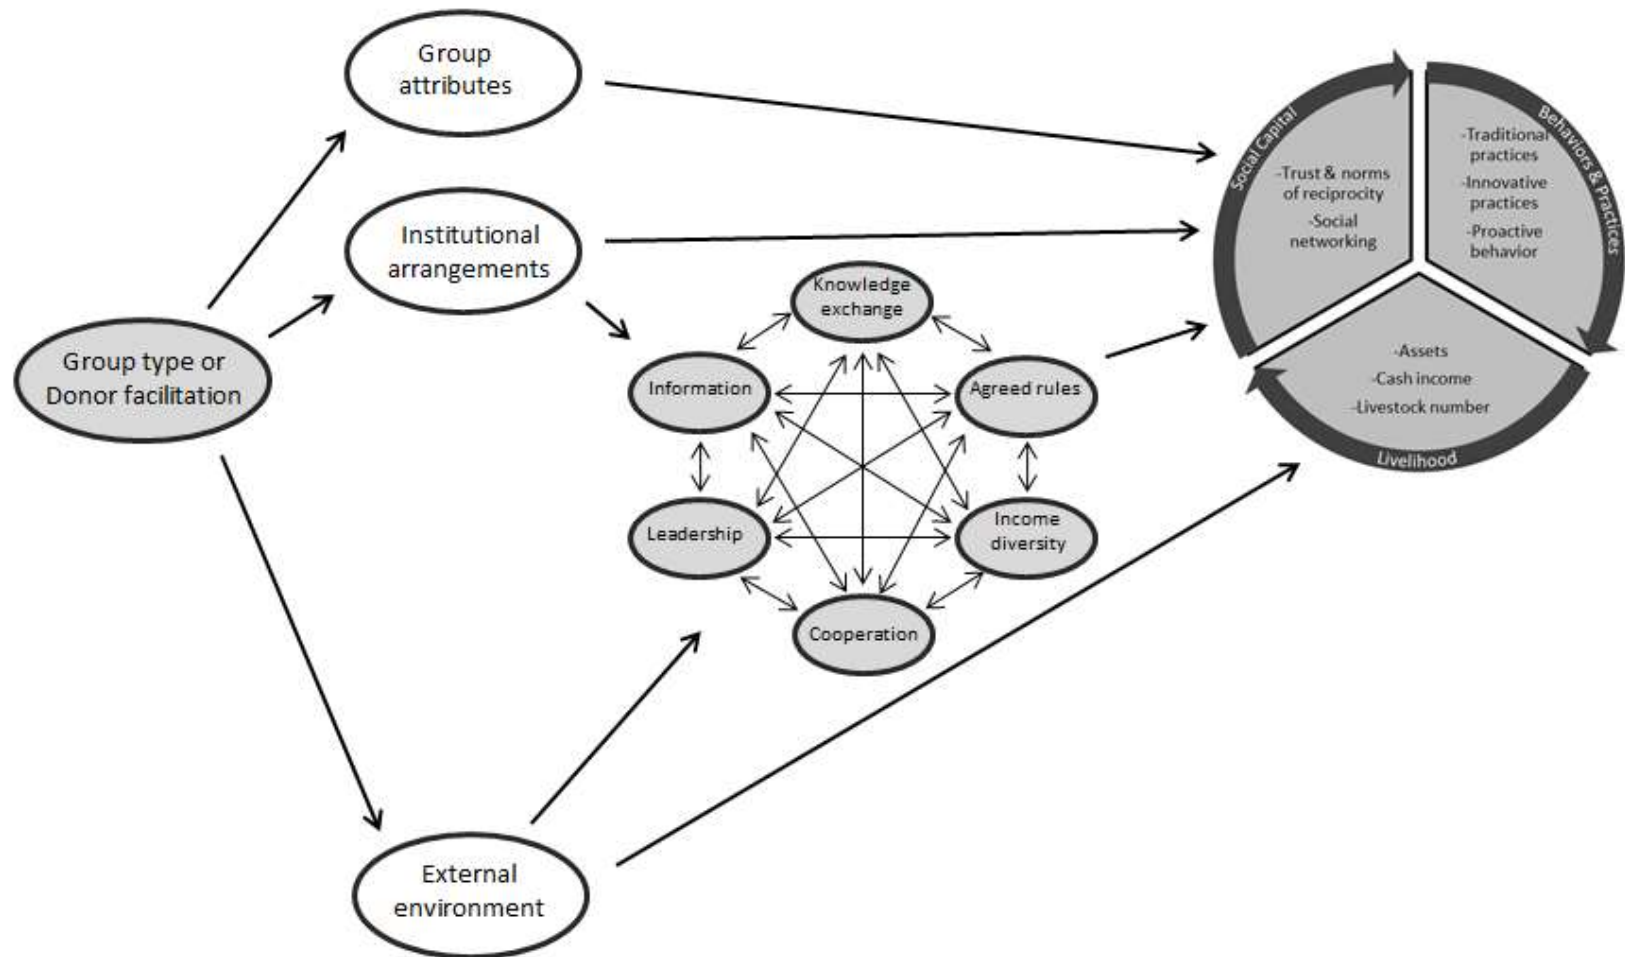 Group
attributes
Institutional
arrangements
Group type or
Donor facilitation
External
environment
Knowledge
exchange
Information
Agreed rules
Leadership
Income
diversity
Cooperation
Social Capital
-Trust & norms
of reciprocity
-Social
networking
Behaviors & Practices
-Traditional
practices
-Innovative
practices
-Proactive
behavior
-Assets
-Cash income
-Livestock number
Livelihood